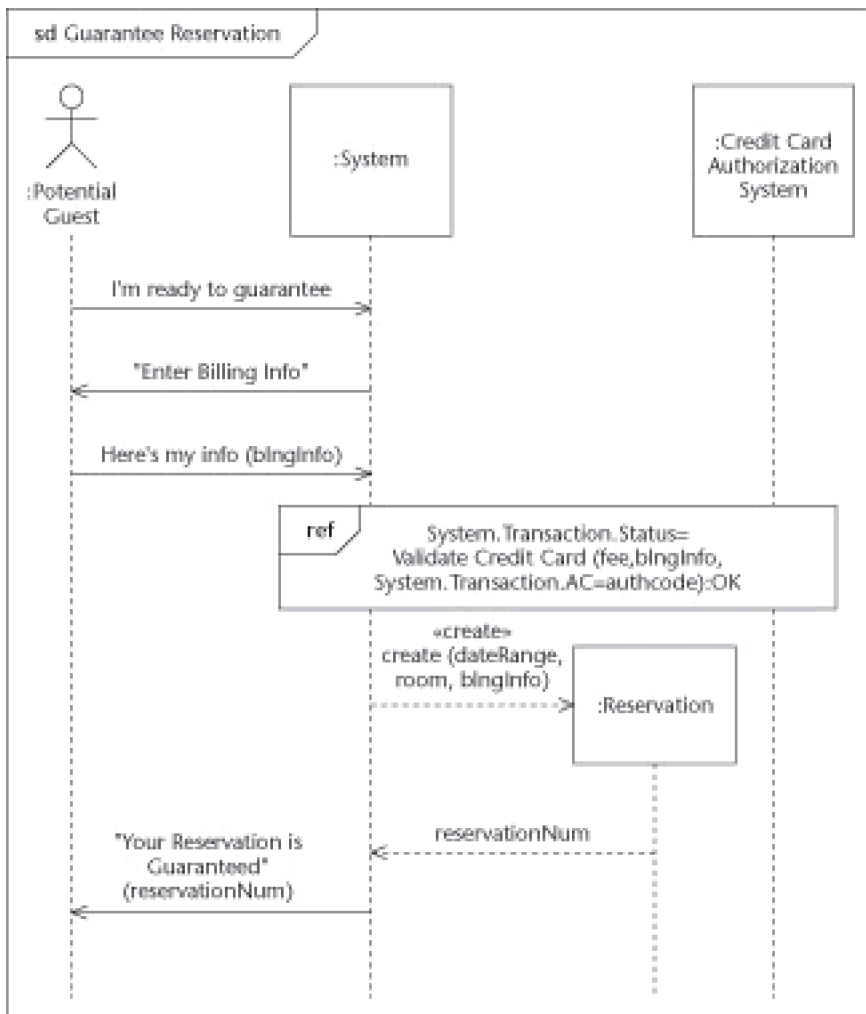 sd Guarantee Reservation
:Potential
Guest
:System
:Credit Card
Authorization
System
I'm ready to guarantee
"Enter Billing Info"
Here's my info (blngInfo)
ref
System.Transaction.Status=
Validate Credit Card (fee,blngInfo,
System.Transaction.AC=authcode):OK
«create»
create (dateRange,
room, blngInfo)
:Reservation
reservationNum
"Your Reservation is
Guaranteed"
(reservationNum)